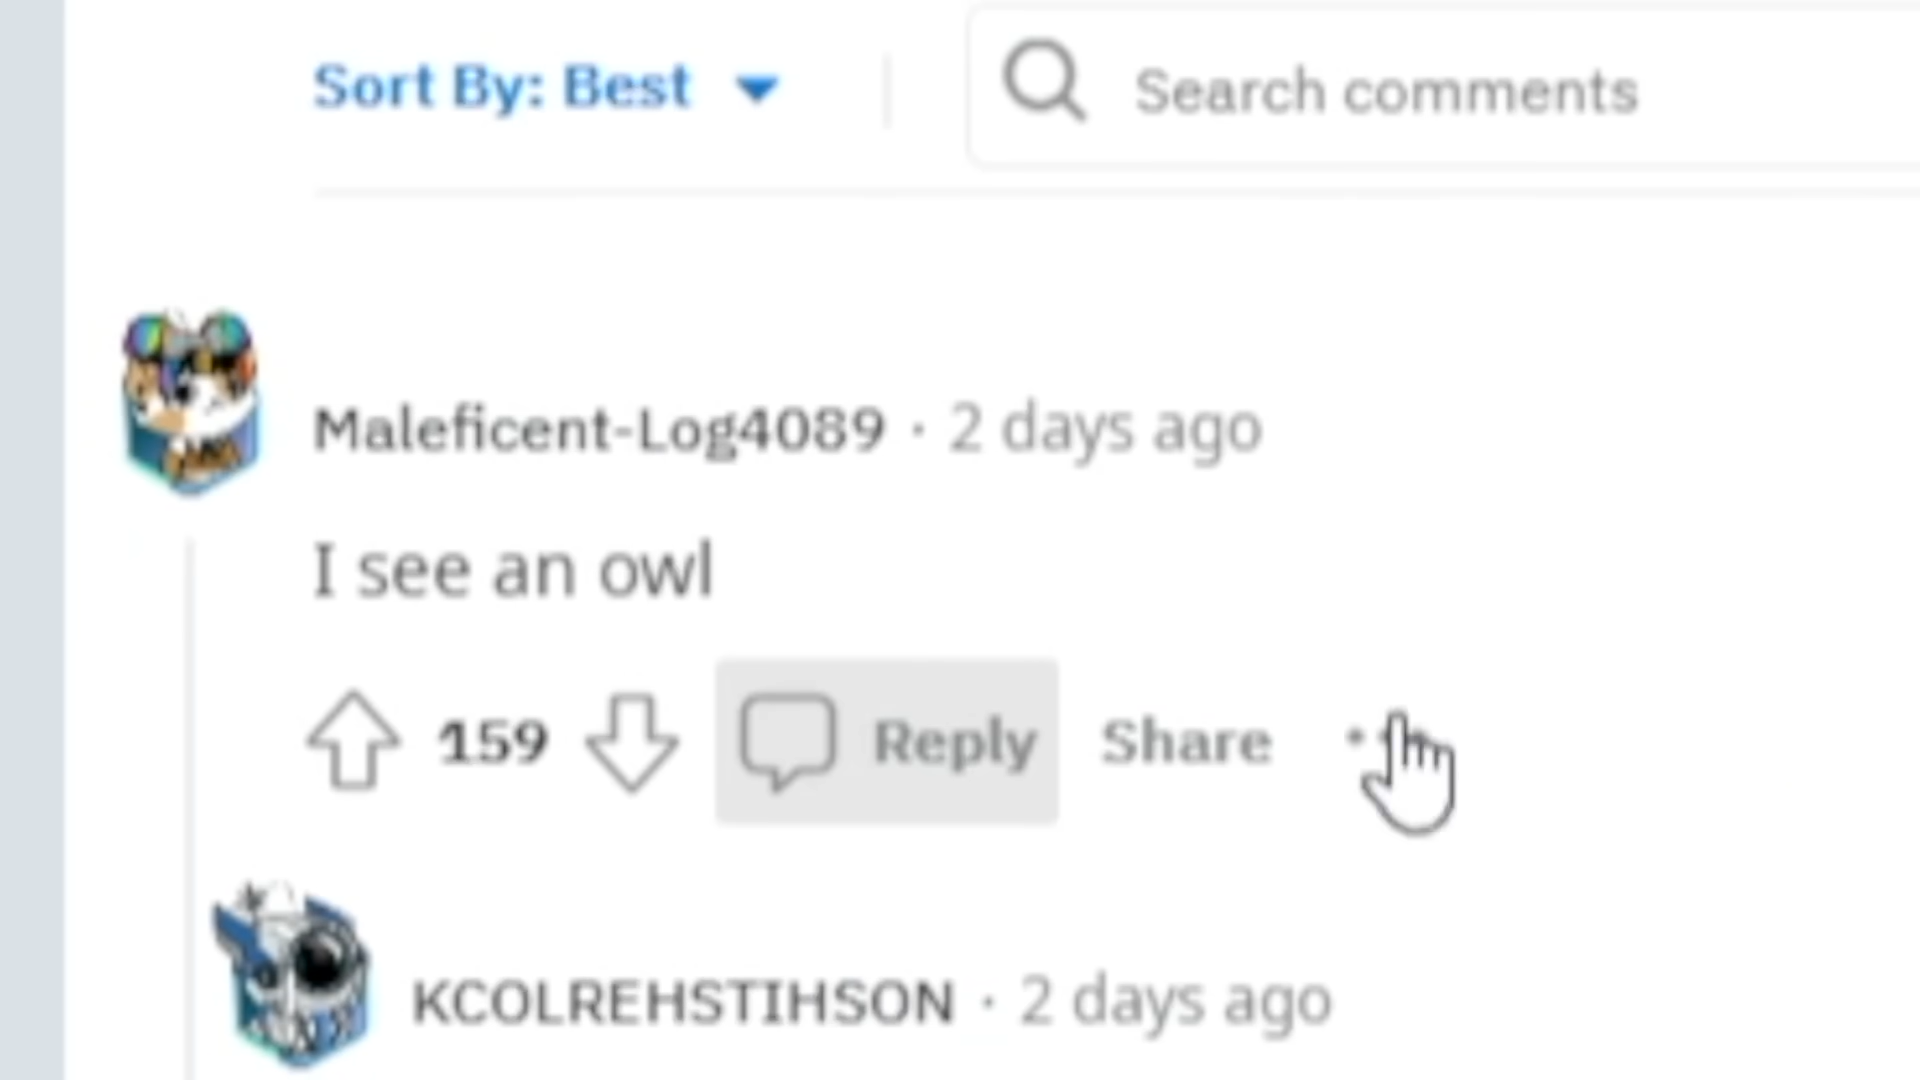 Sort By: Best
Search comments
Maleficent-Log4089 · 2 days ago
I see an owl
159 Reply Share
KCOLREHSTIHSON · 2 days ago